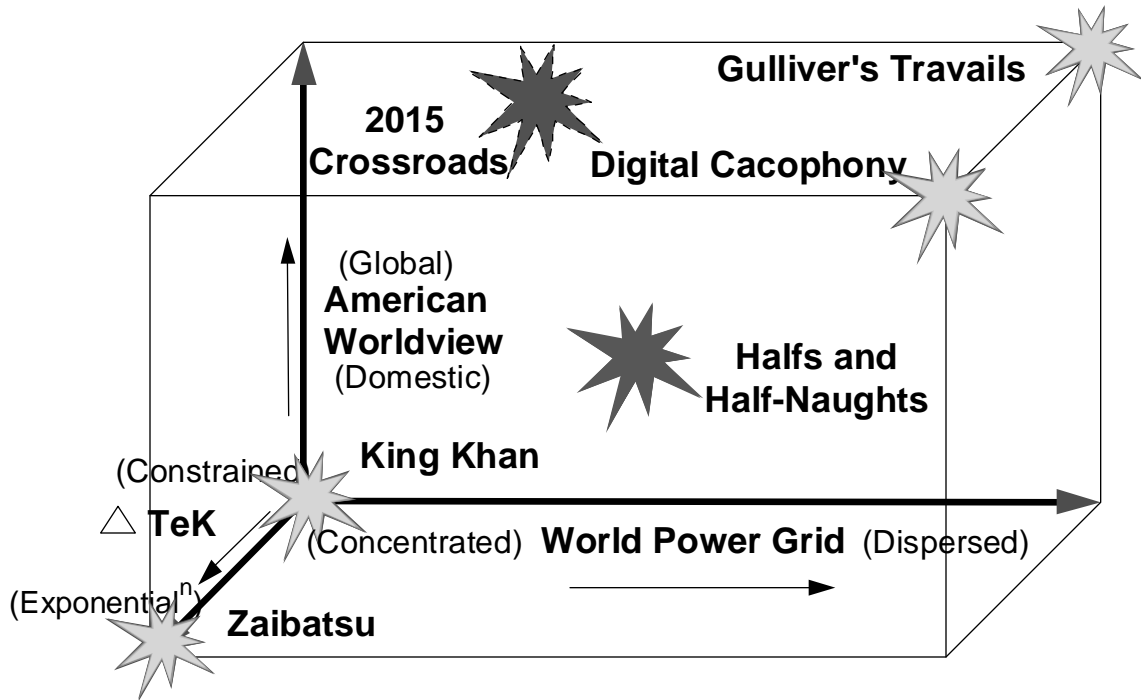 Gulliver's Travails
2015
Crossroads
Digital Cacophony
(Global)
American
Worldview
(Domestic)
Halfs and
Half-Naughts
King Khan
(Constrained
△ TeK
(Concentrated) World Power Grid (Dispersed)
(Exponentialⁿ)
Zaibatsu